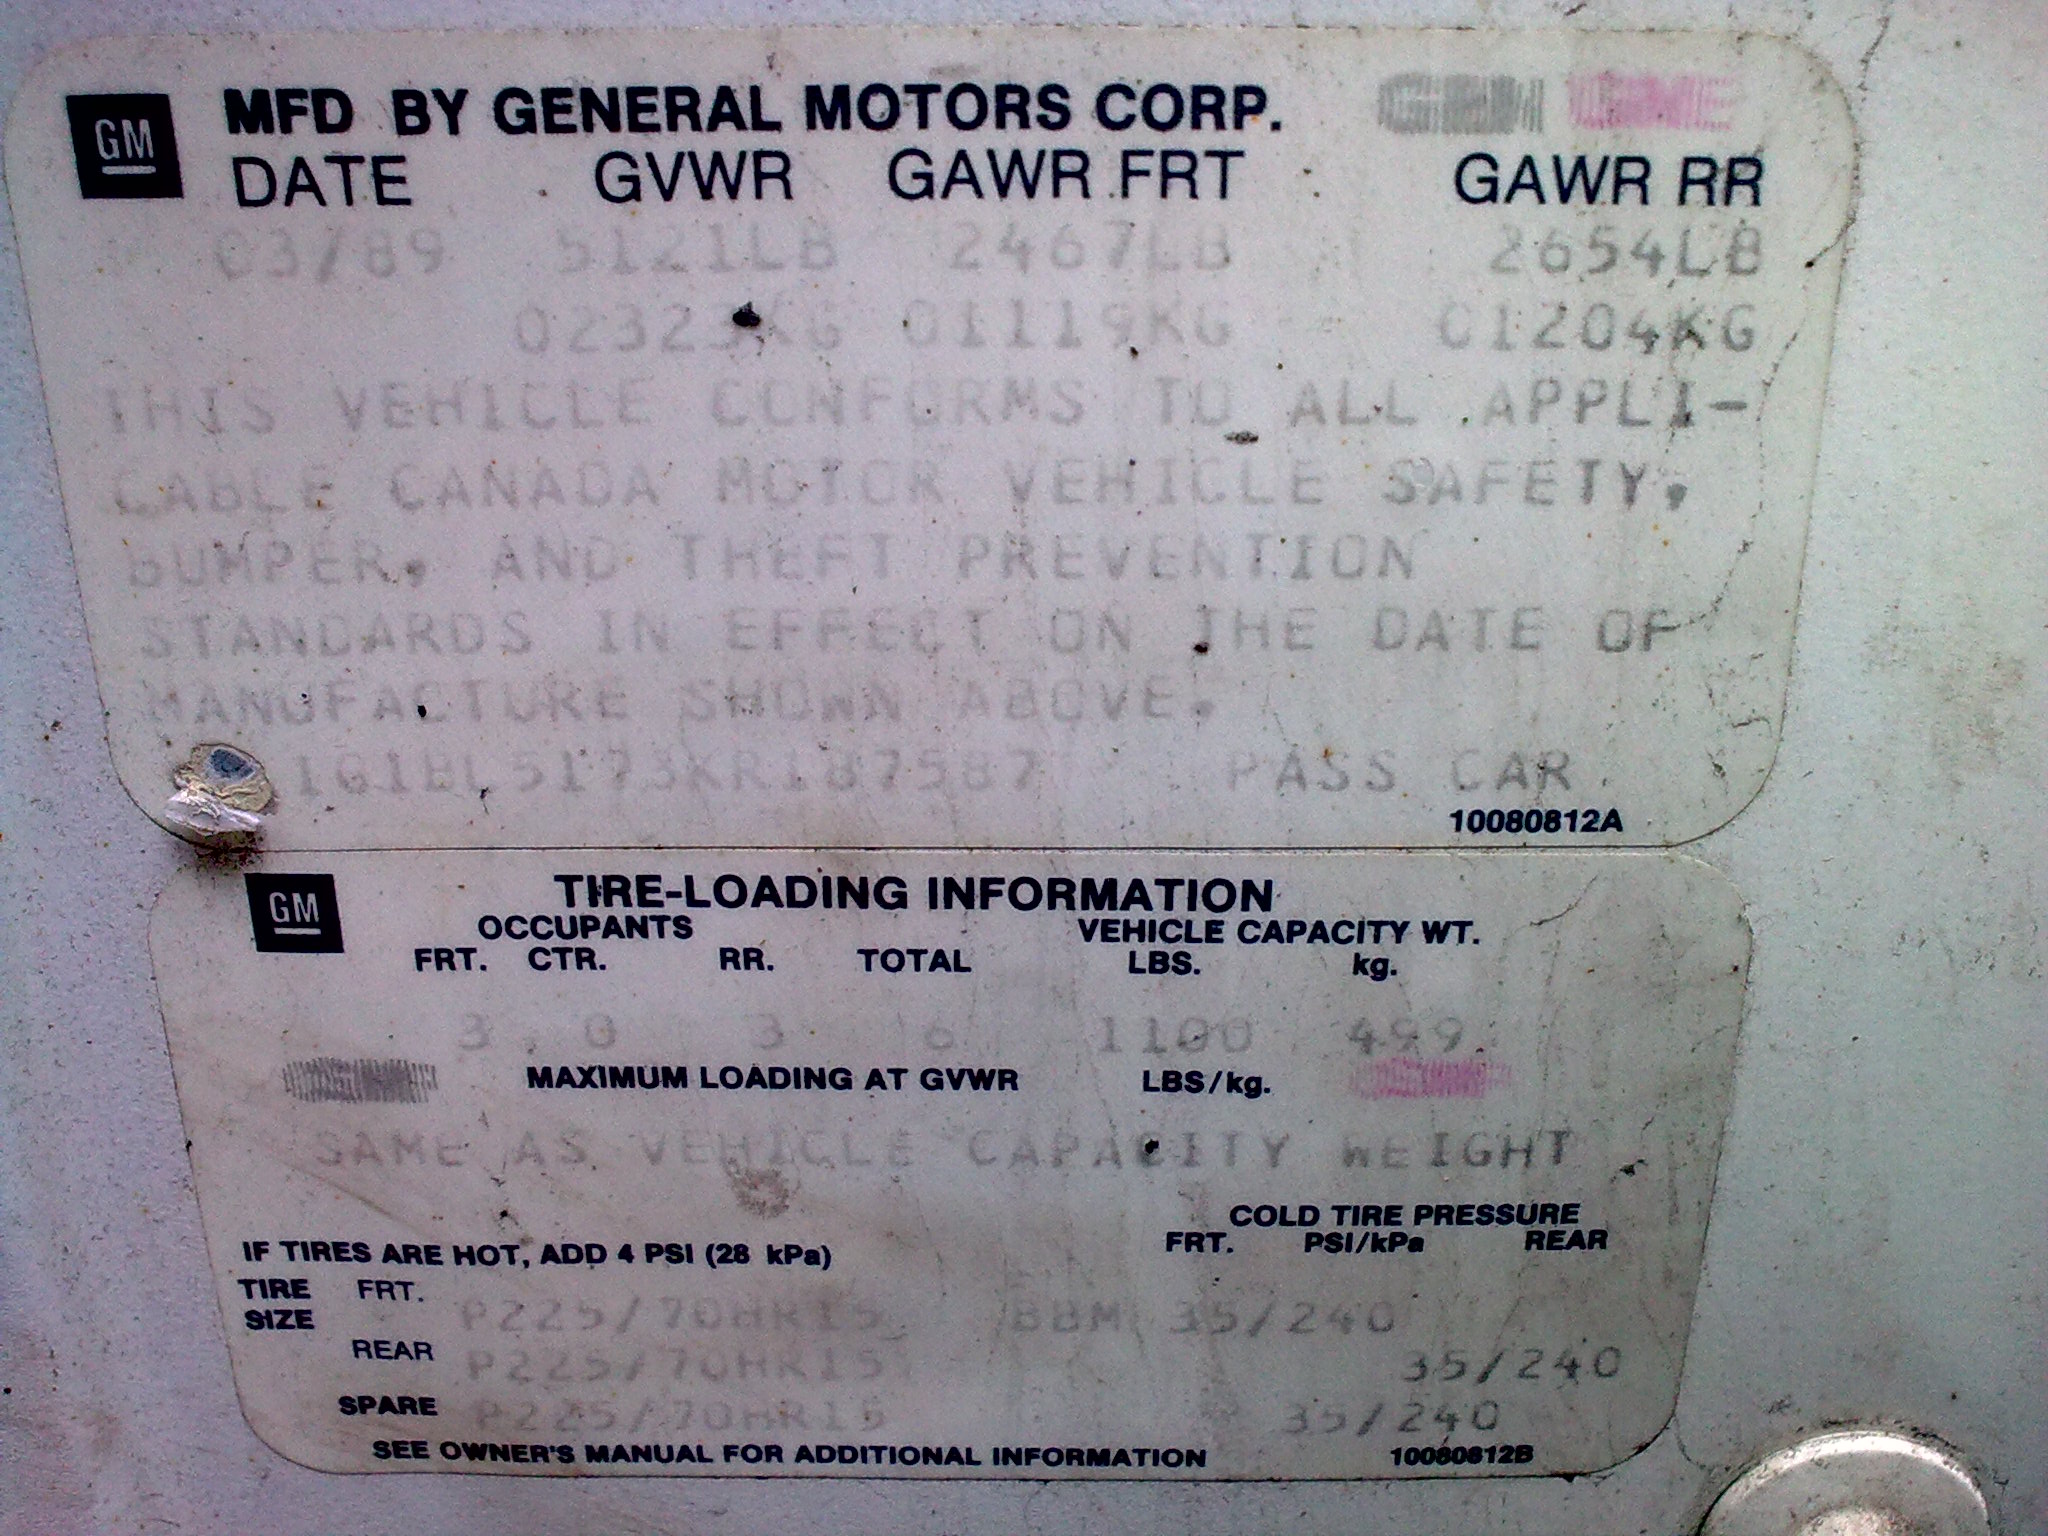 GM MFD BY GENERAL MOTORS CORP. GM GME
DATE GVWR GAWR FRT GAWR RR
03/89 5121LB 2467LB 2654LB
02323KG 01119KG 01204KG
THIS VEHICLE CONFORMS TO ALL APPLI-
CABLE CANADA MOTOR VEHICLE SAFETY,
BUMPER, AND THEFT PREVENTION
STANDARDS IN EFFECT ON THE DATE OF
MANUFACTURE SHOWN ABOVE.
1G1BL5173KR187587 PASS CAR
10080812A
GM TIRE-LOADING INFORMATION
OCCUPANTS VEHICLE CAPACITY WT.
FRT. CTR. RR. TOTAL LBS. kg.
3 0 3 6 1100 499
MAXIMUM LOADING AT GVWR LBS/kg.
SAME AS VEHICLE CAPACITY WEIGHT
COLD TIRE PRESSURE
IF TIRES ARE HOT, ADD 4 PSI (28 kPa) FRT. PSI/kPa REAR
TIRE SIZE FRT. P225/70HR15 BBM 35/240
REAR P225/70HR15 35/240
SPARE P225/70HR15 35/240
SEE OWNER'S MANUAL FOR ADDITIONAL INFORMATION 10080812B